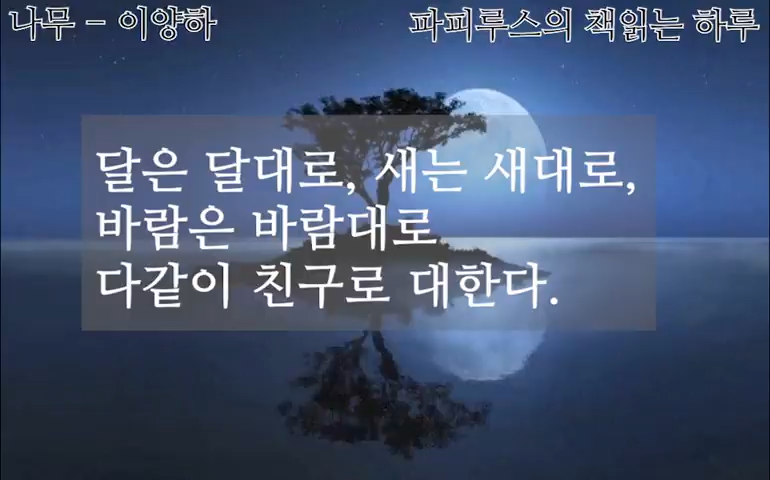 나무 - 이양하
파피루스의 책읽는 하루
달은 달대로, 새는 새대로,
바람은 바람대로
다같이 친구로 대한다.